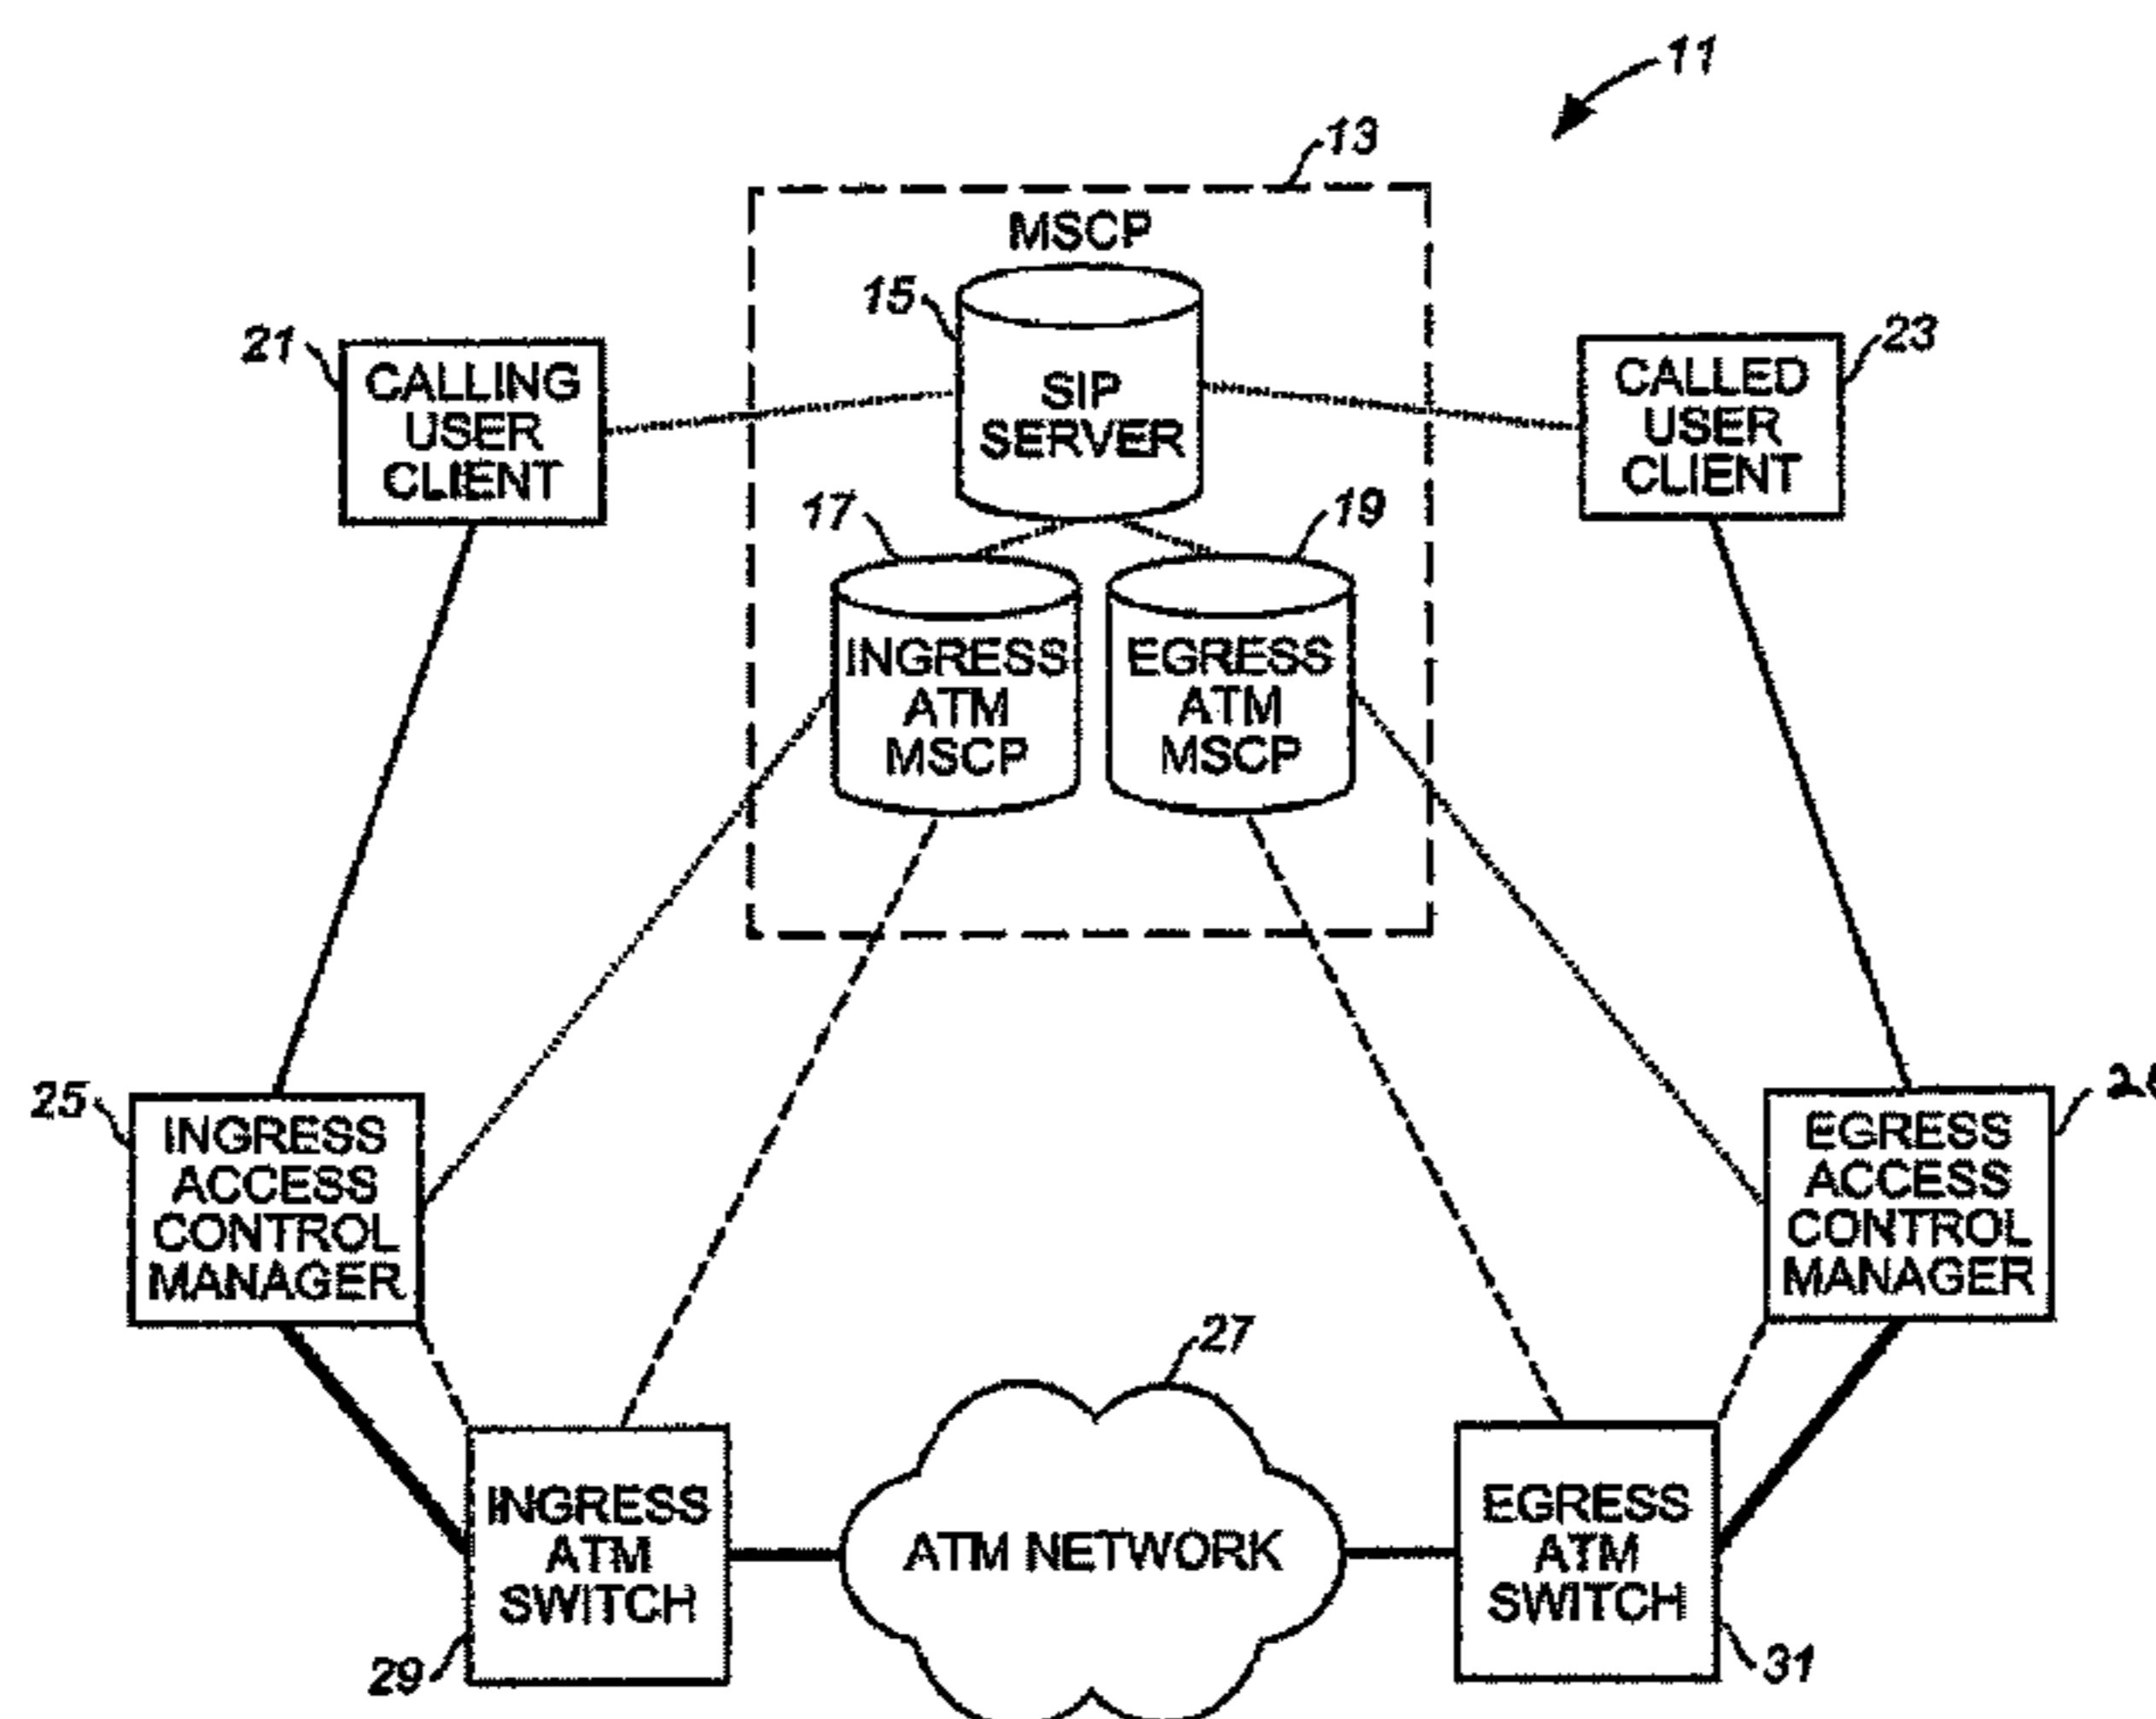 11
13
MSCP
15
SIP
SERVER
21
CALLING
USER
CLIENT
23
CALLED
USER
CLIENT
17
INGRESS
ATM
MSCP
19
EGRESS
ATM
MSCP
25
INGRESS
ACCESS
CONTROL
MANAGER
EGRESS
ACCESS
CONTROL
MANAGER
27
ATM NETWORK
INGRESS
ATM
SWITCH
29
EGRESS
ATM
SWITCH
31